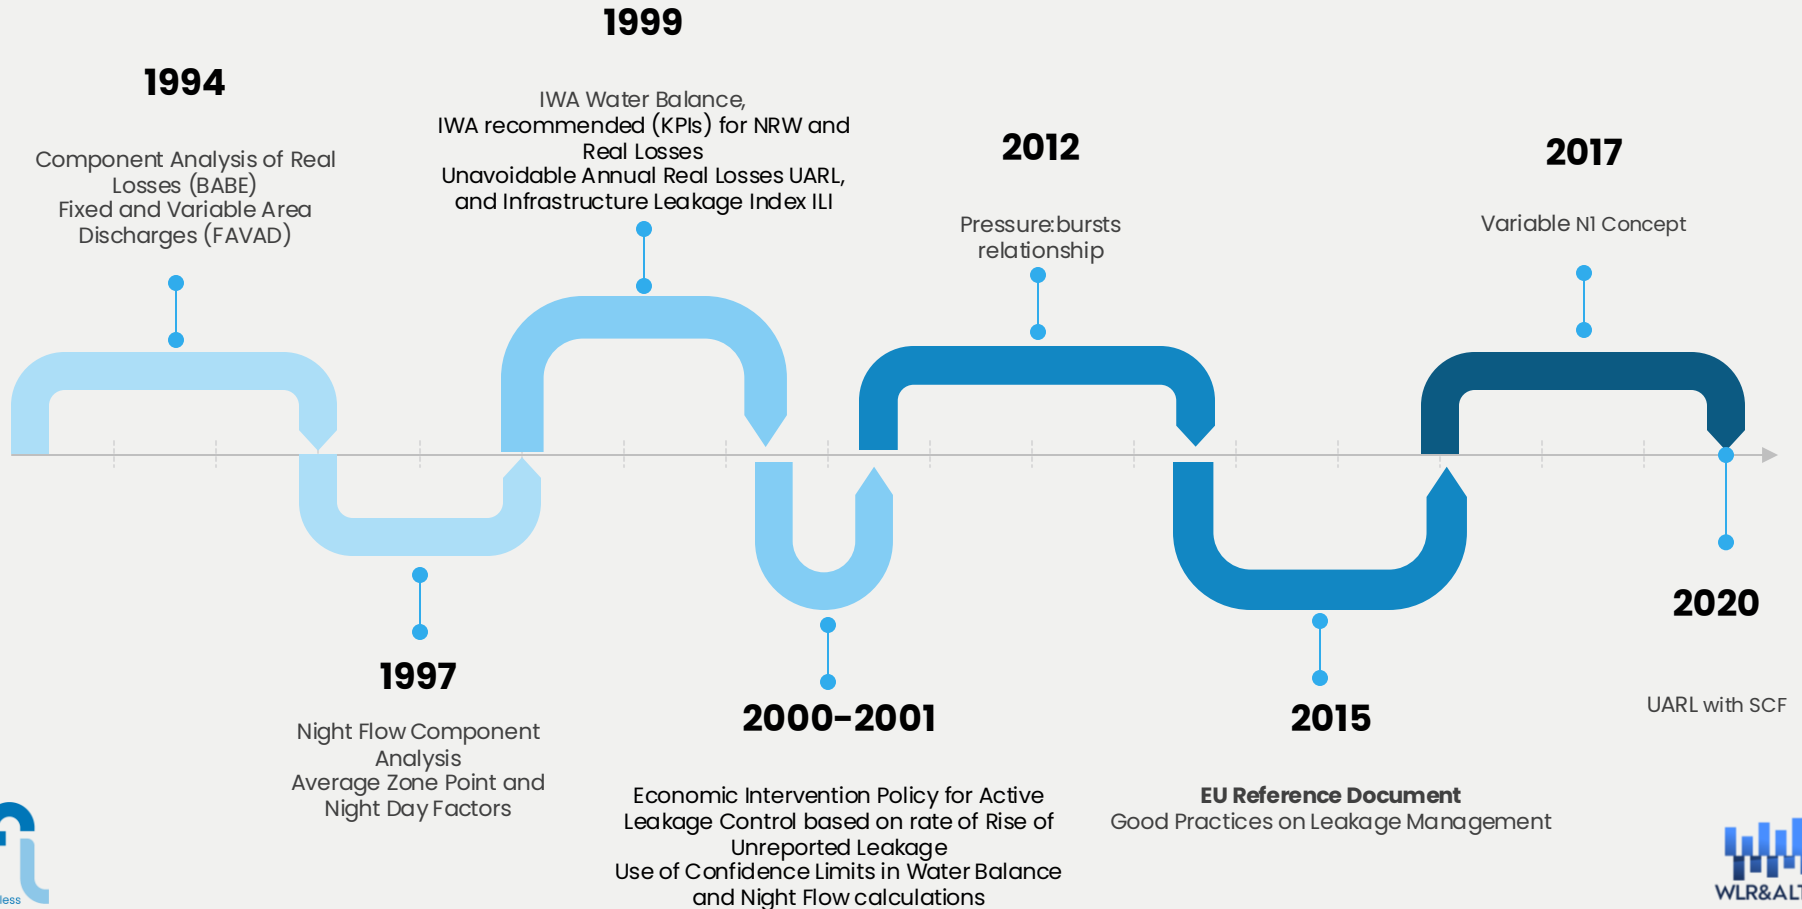 1994
Component Analysis of Real
Losses (BABE)
Fixed and Variable Area
Discharges (FAVAD)
1997
Night Flow Component
Analysis
Average Zone Point and
Night Day Factors
1999
IWA Water Balance,
IWA recommended (KPIs) for NRW and
Real Losses
Unavoidable Annual Real Losses UARL,
and Infrastructure Leakage Index ILI
2000-2001
Economic Intervention Policy for Active
Leakage Control based on rate of Rise of
Unreported Leakage
Use of Confidence Limits in Water Balance
and Night Flow calculations
2012
Pressure:bursts
relationship
2015
EU Reference Document
Good Practices on Leakage Management
2017
Variable N1 Concept
2020
UARL with SCF